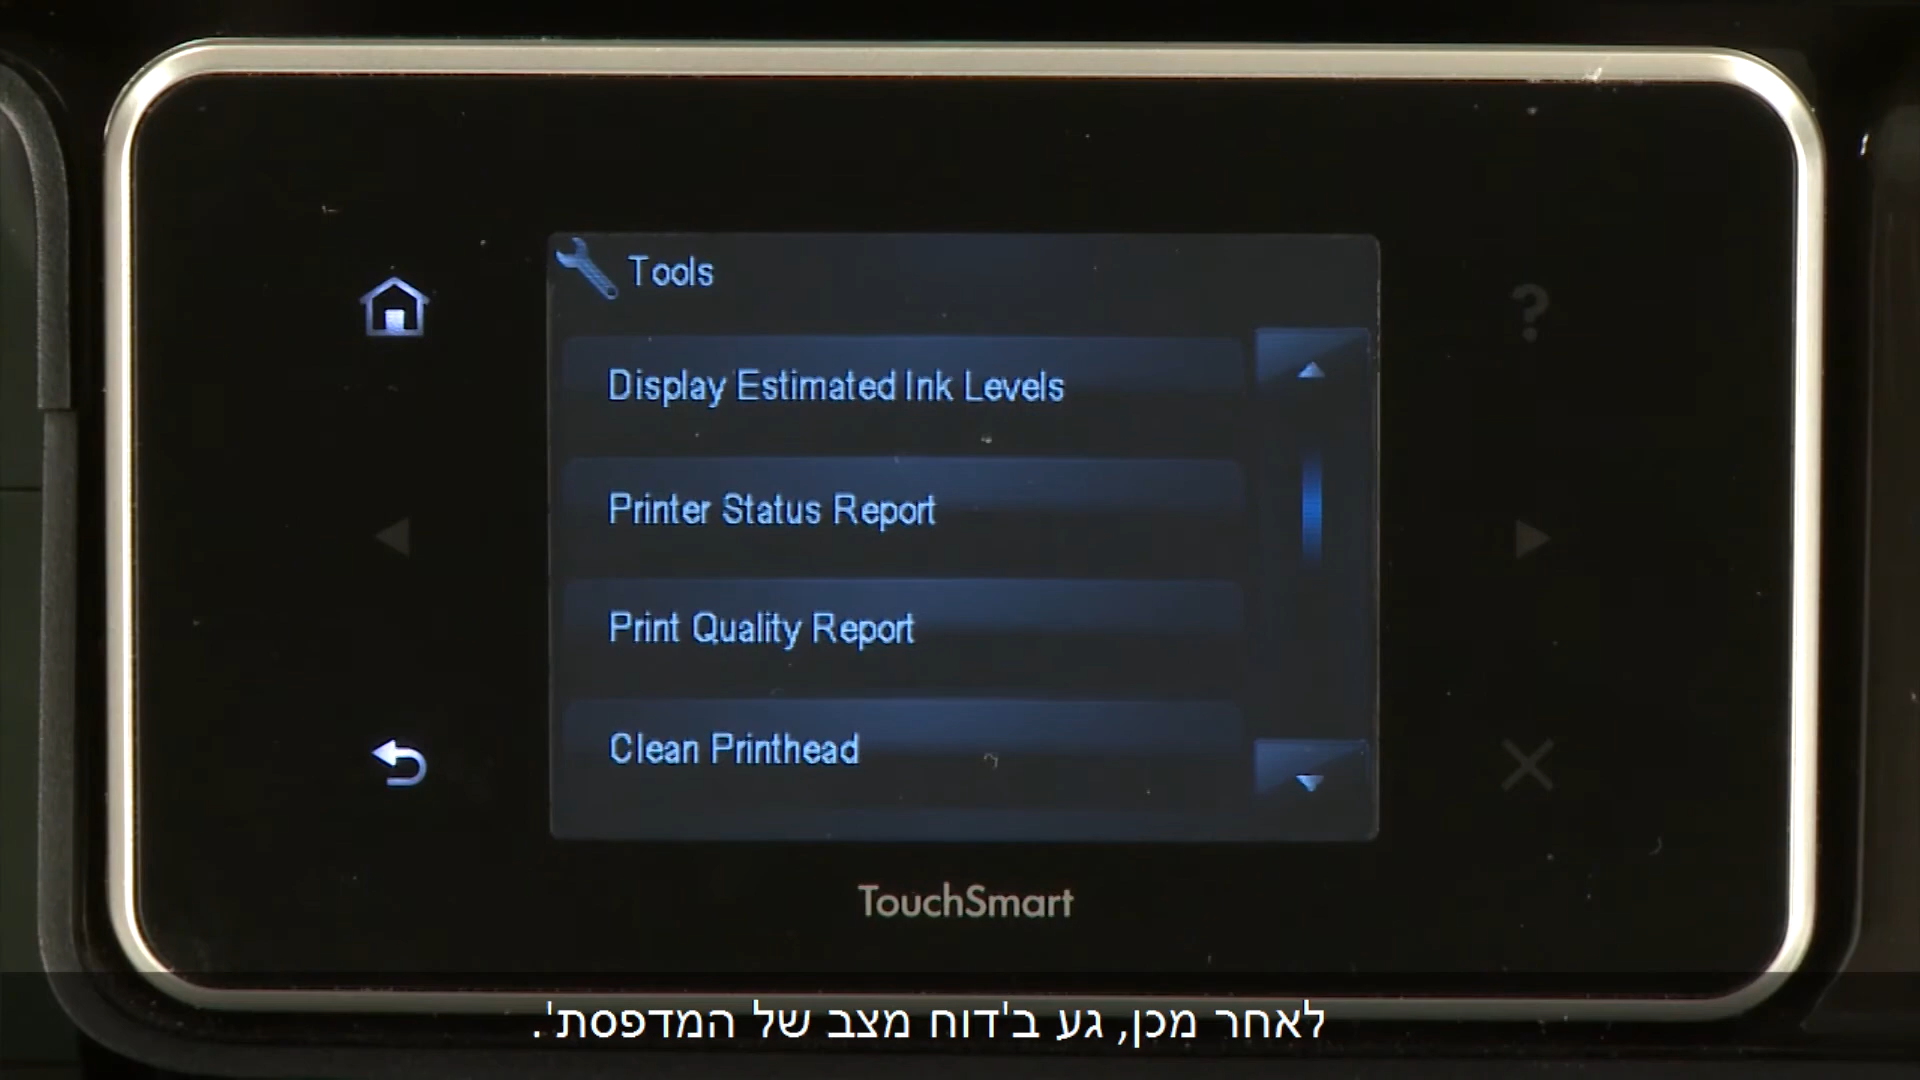 Tools
Display Estimated Ink Levels
Printer Status Report
Print Quality Report
Clean Printhead
TouchSmart
לאחר מכן, גע ב'דוח מצב של המדפסת'.